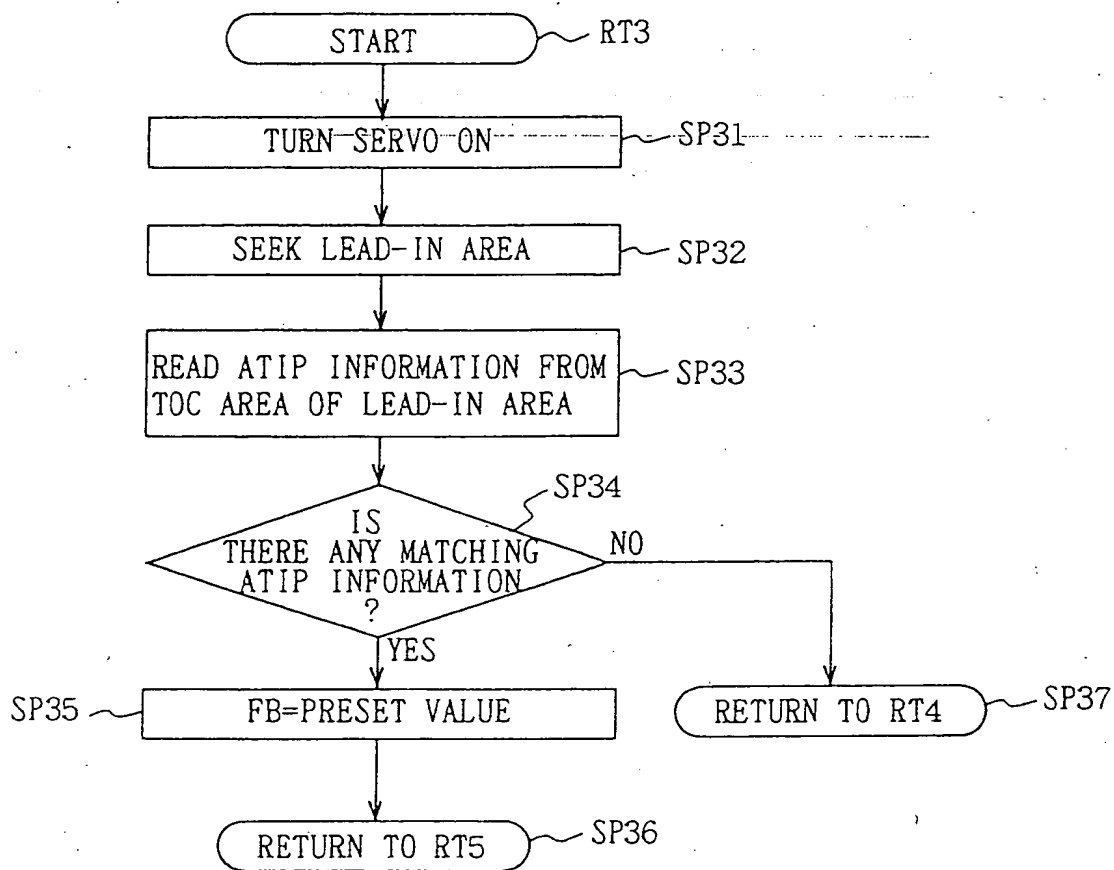 START
RT3
TURN SERVO ON
SP31
SEEK LEAD-IN AREA
SP32
READ ATIP INFORMATION FROM
TOC AREA OF LEAD-IN AREA
SP33
SP34
IS
THERE ANY MATCHING
ATIP INFORMATION
?
NO
YES
SP35
FB=PRESET VALUE
RETURN TO RT4
SP37
RETURN TO RT5
SP36